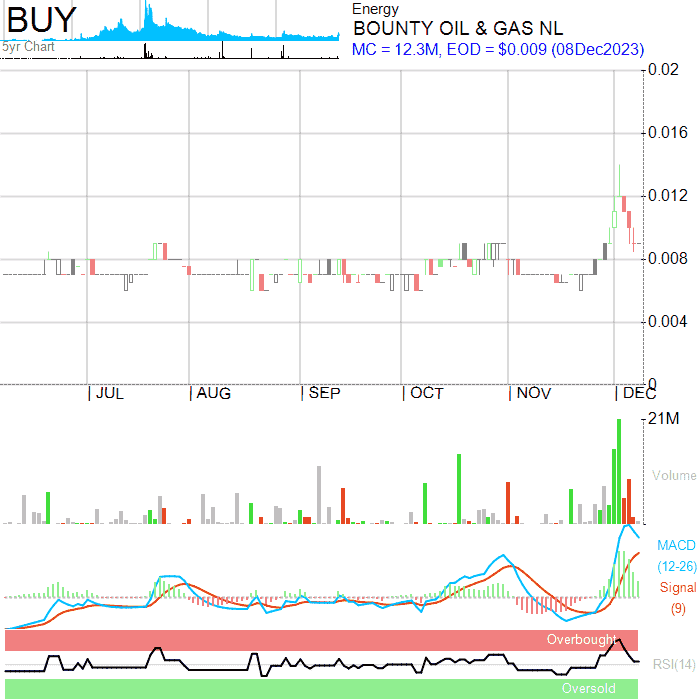 BUY
5yr Chart
Energy
BOUNTY OIL & GAS NL
MC = 12.3M, EOD = $0.009 (08Dec2023)
0.02
0.016
0.012
0.008
0.004
0
JUL AUG SEP OCT NOV DEC
21M
Volume
MACD
(12-26)
Signal
(9)
Overbought
RSI(14)
Oversold